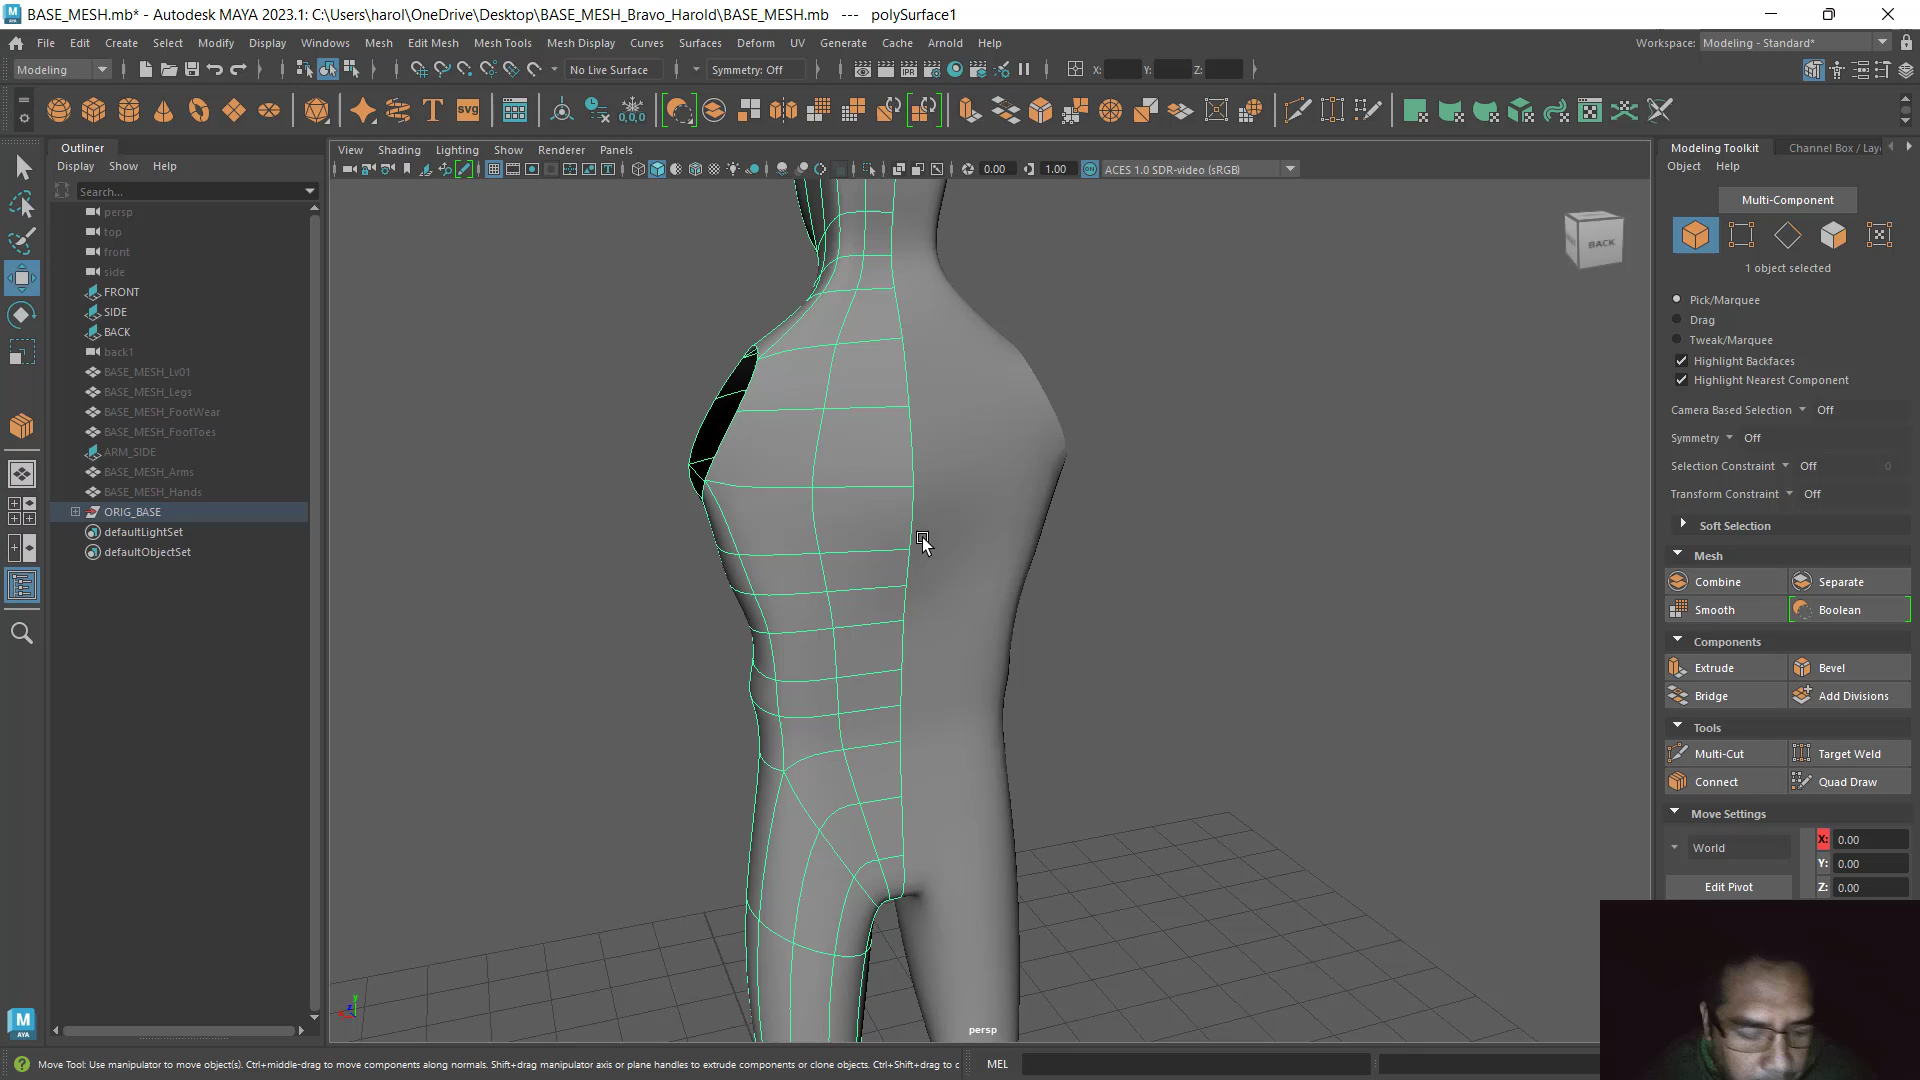 BASE_MESH.mb* - Autodesk MAYA 2023.1: C:\Users\harol\OneDrive\Desktop\BASE_MESH_Bravo_Harold\BASE_MESH.mb --- polySurface1
File Edit Create Select Modify Display Windows Mesh Edit Mesh Mesh Tools Mesh Display Curves Surfaces Deform UV Generate Cache Arnold Help
Workspace: Modeling - Standard*
Modeling
No Live Surface
Symmetry: Off
IPR
X: Y: Z:
T
SVG
0,0,0
Outliner
Display Show Help
Search...
persp
top
front
side
FRONT
SIDE
BACK
back1
BASE_MESH_Lv01
BASE_MESH_Legs
BASE_MESH_FootWear
BASE_MESH_FootToes
ARM_SIDE
BASE_MESH_Arms
BASE_MESH_Hands
ORIG_BASE
defaultLightSet
defaultObjectSet
View Shading Lighting Show Renderer Panels
0.00 1.00 ACES 1.0 SDR-video (sRGB)
BACK
persp
Modeling Toolkit
Object Help
Multi-Component
1 object selected
Pick/Marquee
Drag
Tweak/Marquee
Highlight Backfaces
Highlight Nearest Component
Camera Based Selection Off
Symmetry Off
Selection Constraint Off 0
Transform Constraint Off
Soft Selection
Mesh
Combine Separate
Smooth Boolean
Components
Extrude Bevel
Bridge Add Divisions
Tools
Multi-Cut Target Weld
Connect Quad Draw
Move Settings
World
X: 0.00
Y: 0.00
Edit Pivot
Z: 0.00
M
Move Tool: Use manipulator to move object(s). Ctrl+middle-drag to move components along normals. Shift+drag manipulator axis or plane handles to extrude components or clone objects. Ctrl+Shift+drag to c
MEL